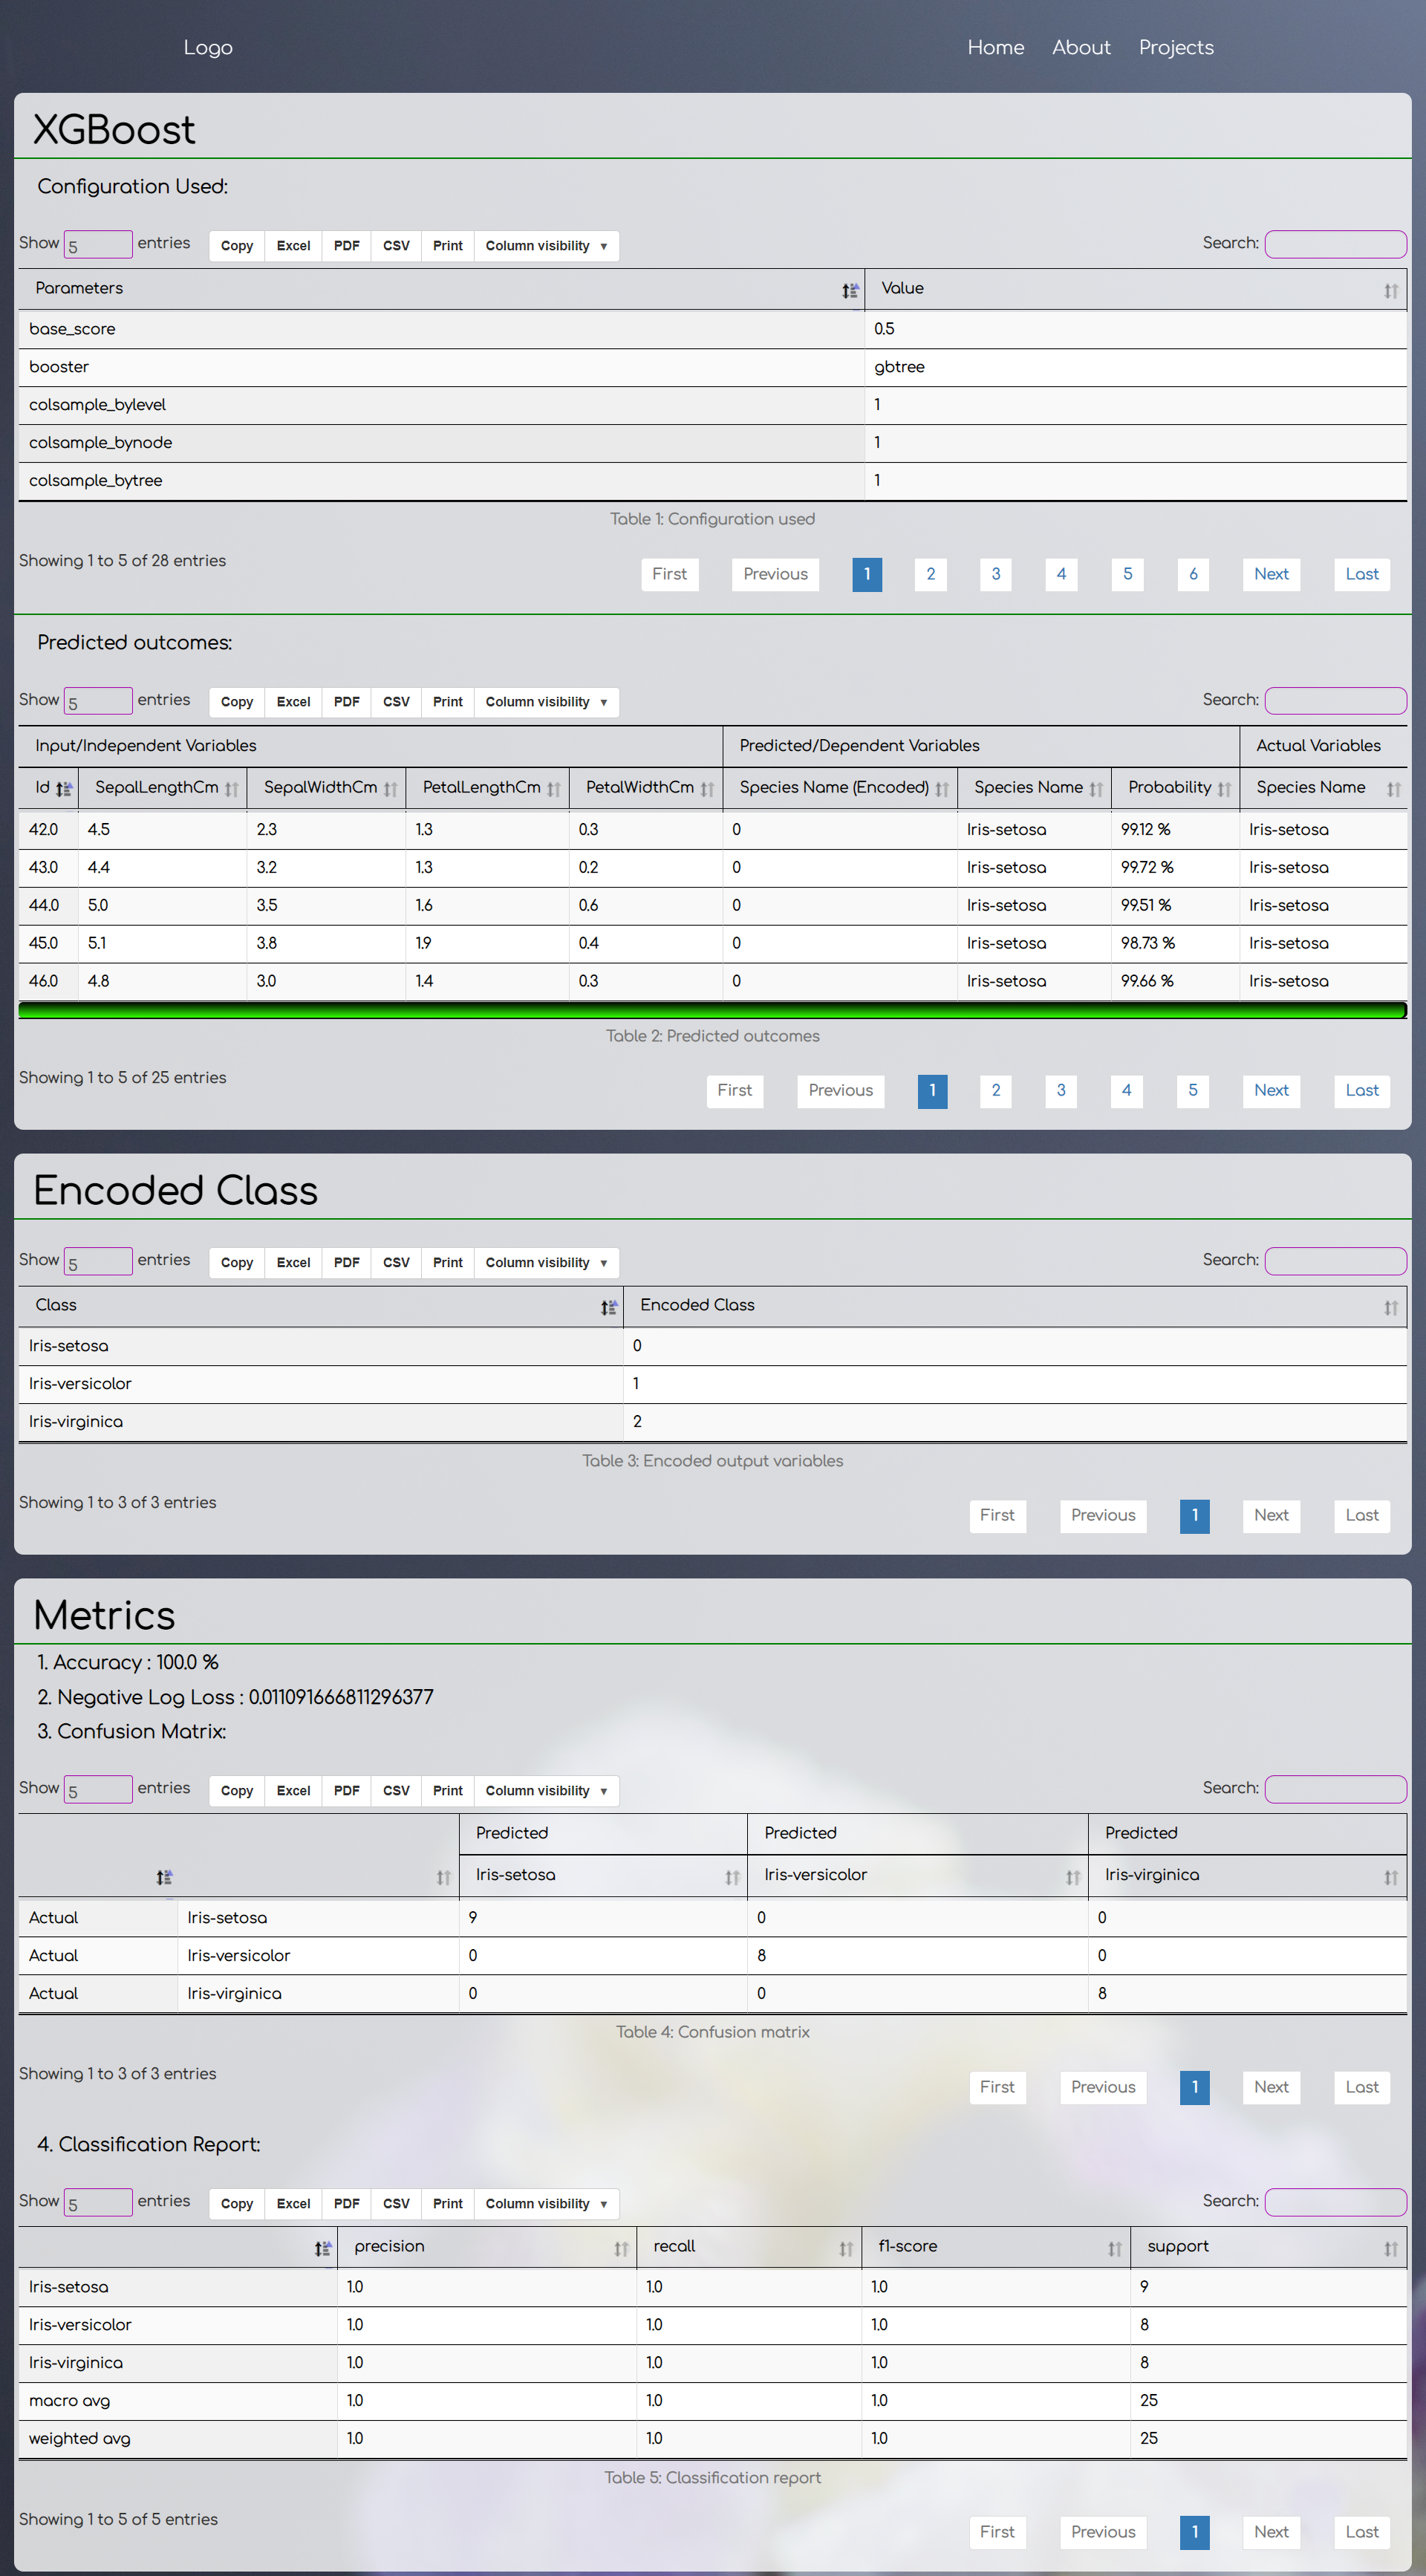 Logo Home About Projects
XGBoost
Configuration Used:
Show 5 entries Copy Excel PDF CSV Print Column visibility ▼ Search:
Parameters Value
base_score 0.5
booster gbtree
colsample_bylevel 1
colsample_bynode 1
colsample_bytree 1
Table 1: Configuration used
Showing 1 to 5 of 28 entries
First Previous 1 2 3 4 5 6 Next Last
Predicted outcomes:
Show 5 entries Copy Excel PDF CSV Print Column visibility ▼ Search:
Input/Independent Variables Predicted/Dependent Variables Actual Variables
Id SepalLengthCm SepalWidthCm PetalLengthCm PetalWidthCm Species Name (Encoded) Species Name Probability Species Name
42.0 4.5 2.3 1.3 0.3 0 Iris-setosa 99.12 % Iris-setosa
43.0 4.4 3.2 1.3 0.2 0 Iris-setosa 99.72 % Iris-setosa
44.0 5.0 3.5 1.6 0.6 0 Iris-setosa 99.51 % Iris-setosa
45.0 5.1 3.8 1.9 0.4 0 Iris-setosa 98.73 % Iris-setosa
46.0 4.8 3.0 1.4 0.3 0 Iris-setosa 99.66 % Iris-setosa
Table 2: Predicted outcomes
Showing 1 to 5 of 25 entries
First Previous 1 2 3 4 5 Next Last
Encoded Class
Show 5 entries Copy Excel PDF CSV Print Column visibility ▼ Search:
Class Encoded Class
Iris-setosa 0
Iris-versicolor 1
Iris-virginica 2
Table 3: Encoded output variables
Showing 1 to 3 of 3 entries
First Previous 1 Next Last
Metrics
1. Accuracy : 100.0 %
2. Negative Log Loss : 0.011091666811296377
3. Confusion Matrix:
Show 5 entries Copy Excel PDF CSV Print Column visibility ▼ Search:
Predicted Predicted Predicted
Iris-setosa Iris-versicolor Iris-virginica
Actual Iris-setosa 9 0 0
Actual Iris-versicolor 0 8 0
Actual Iris-virginica 0 0 8
Table 4: Confusion matrix
Showing 1 to 3 of 3 entries
First Previous 1 Next Last
4. Classification Report:
Show 5 entries Copy Excel PDF CSV Print Column visibility ▼ Search:
precision recall f1-score support
Iris-setosa 1.0 1.0 1.0 9
Iris-versicolor 1.0 1.0 1.0 8
Iris-virginica 1.0 1.0 1.0 8
macro avg 1.0 1.0 1.0 25
weighted avg 1.0 1.0 1.0 25
Table 5: Classification report
Showing 1 to 5 of 5 entries
First Previous 1 Next Last